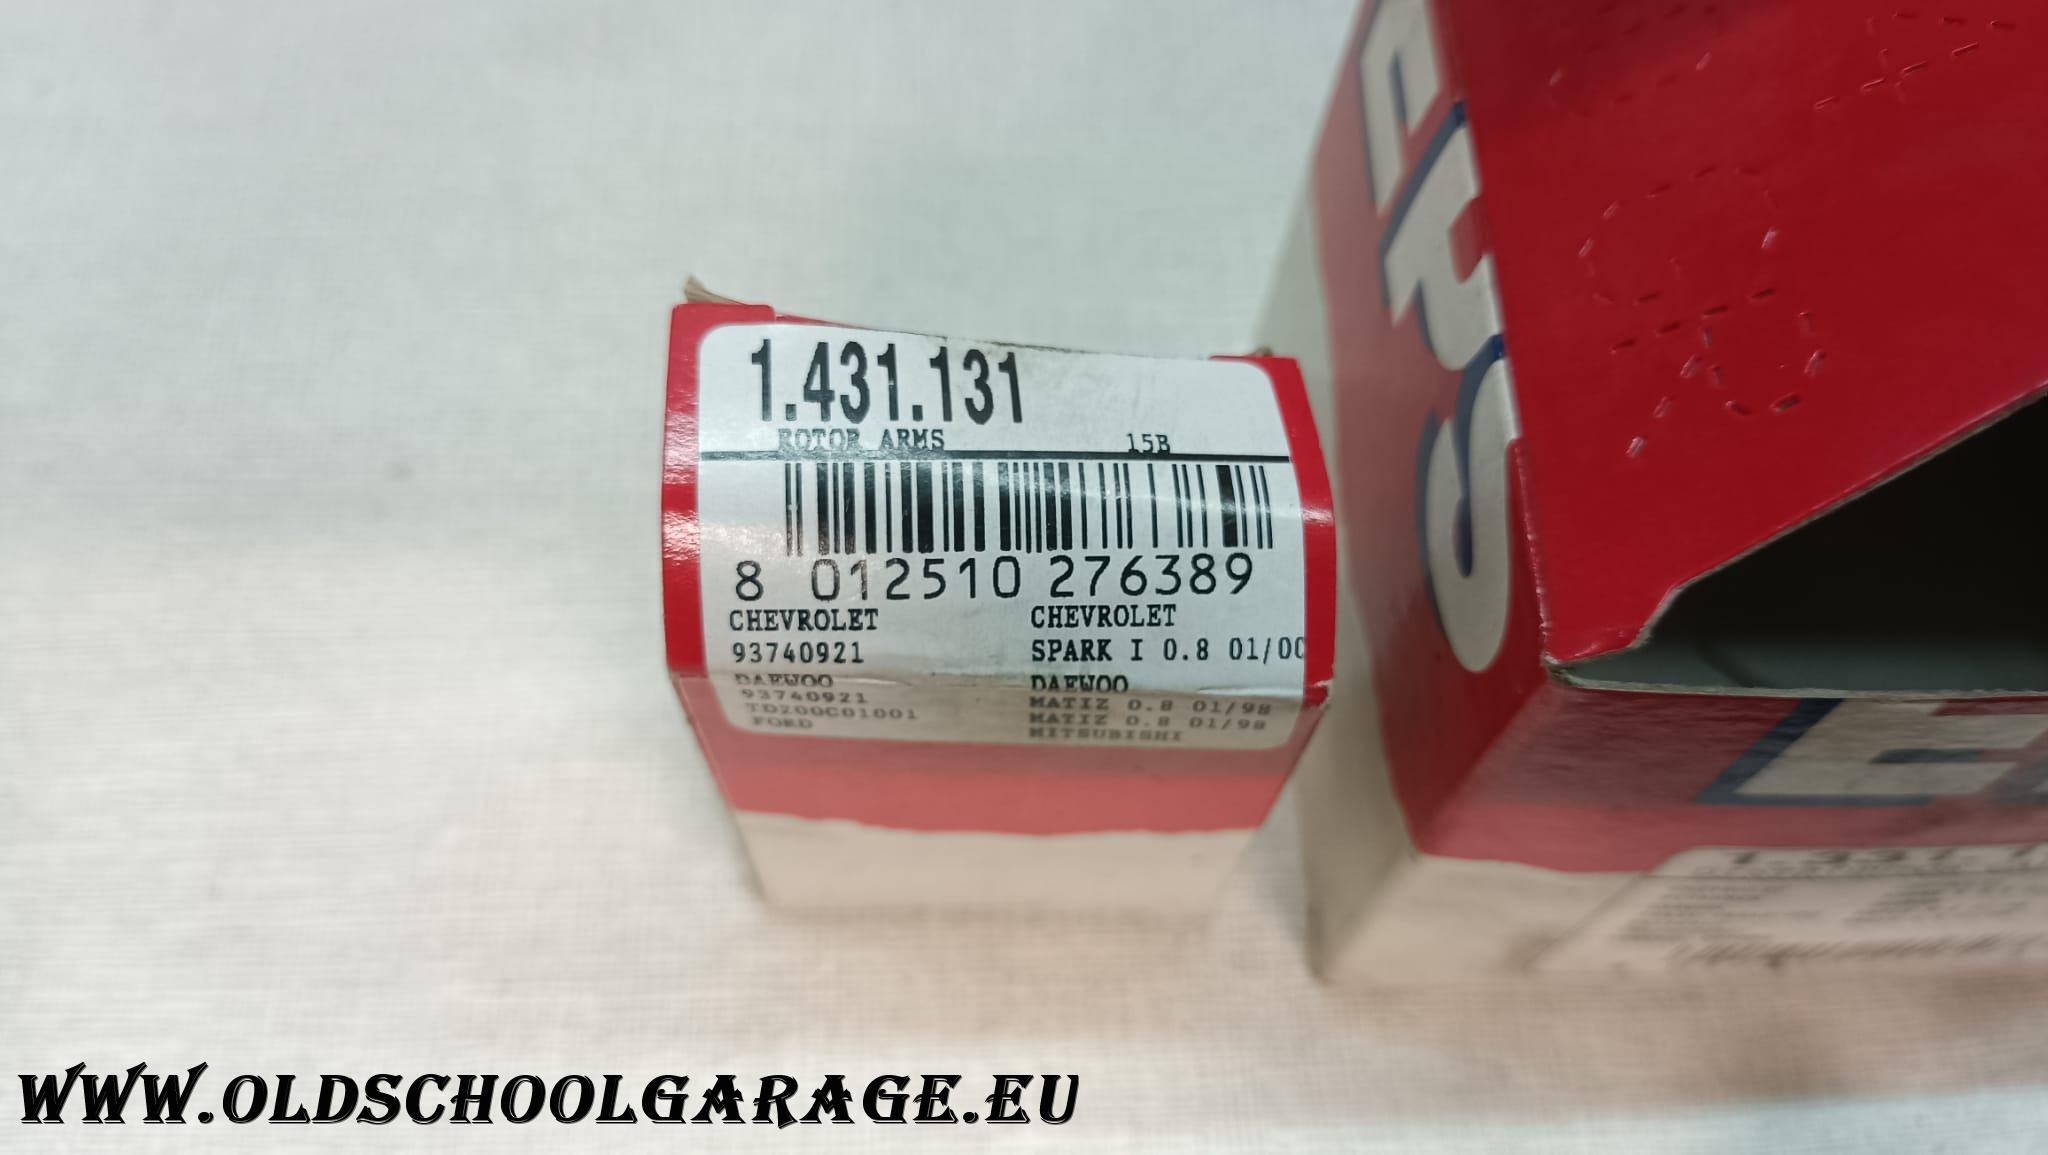 1.431.131
ROTOR ARMS 15B
8 012510 276389
CHEVROLET CHEVROLET
93740921 SPARK I 0.8 01/00
DAEWOO DAEWOO
93740921 MATIZ 0.8 01/98
TD200C01001 MATIZ 0.8 01/98
FORD MITSUBISHI
EPS
WWW.OLDSCHOOLGARAGE.EU